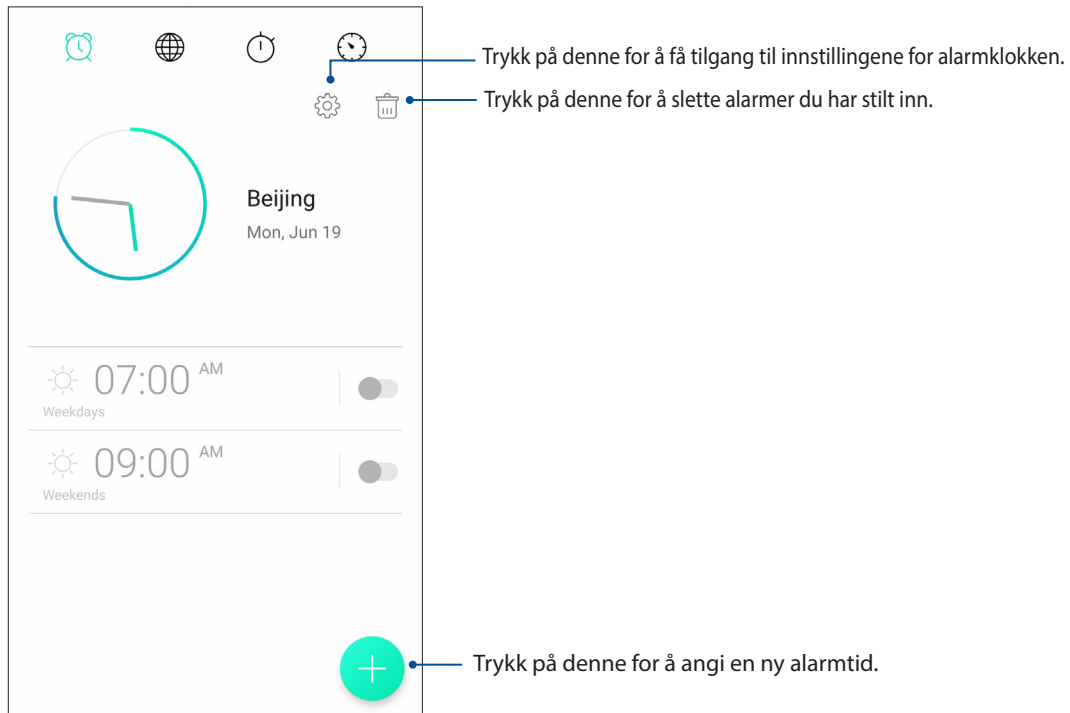 Trykk på denne for å få tilgang til innstillingene for alarmklokken.
Trykk på denne for å slette alarmer du har stilt inn.
Beijing
Mon, Jun 19
07:00 AM
Weekdays
09:00 AM
Weekends
Trykk på denne for å angi en ny alarmtid.